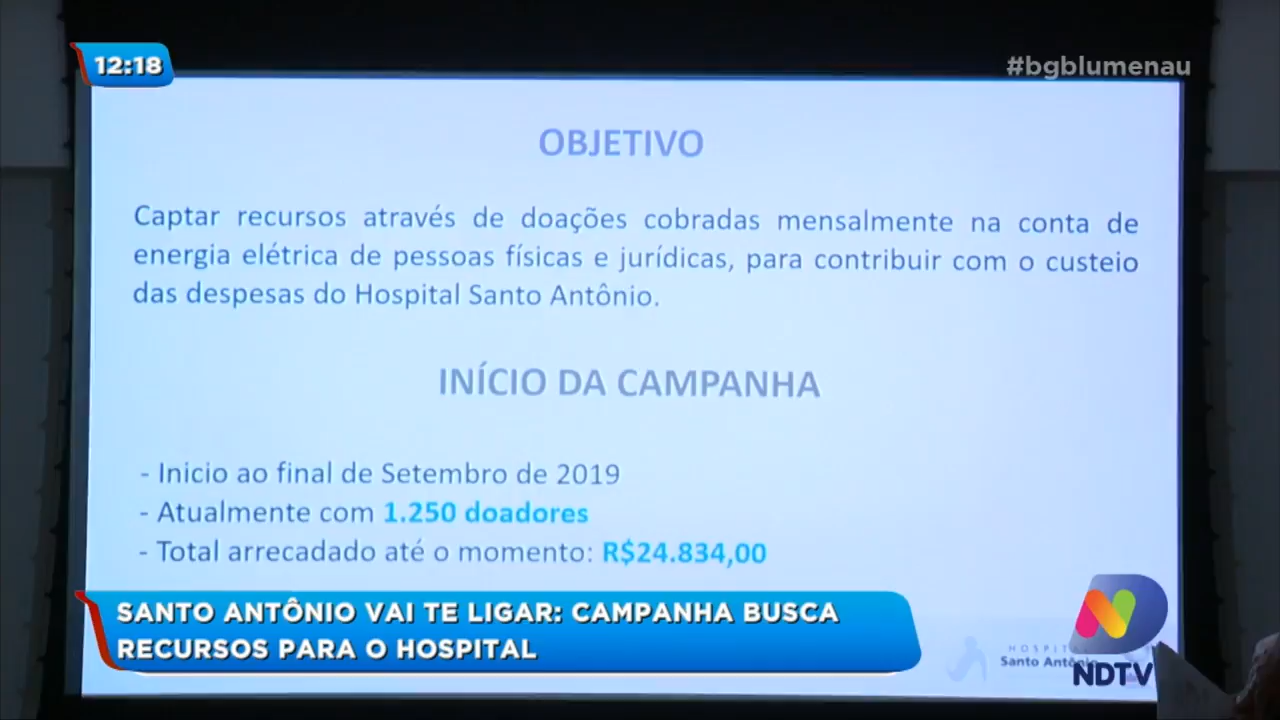 12:18
#bgblumenau
OBJETIVO
Captar recursos através de doações cobradas mensalmente na conta de
energia elétrica de pessoas físicas e jurídicas, para contribuir com o custeio
das despesas do Hospital Santo Antônio.
INÍCIO DA CAMPANHA
- Inicio ao final de Setembro de 2019
- Atualmente com 1.250 doadores
- Total arrecadado até o momento: R$24.834,00
SANTO ANTÔNIO VAI TE LIGAR: CAMPANHA BUSCA
RECURSOS PARA O HOSPITAL
Santo
NDTV